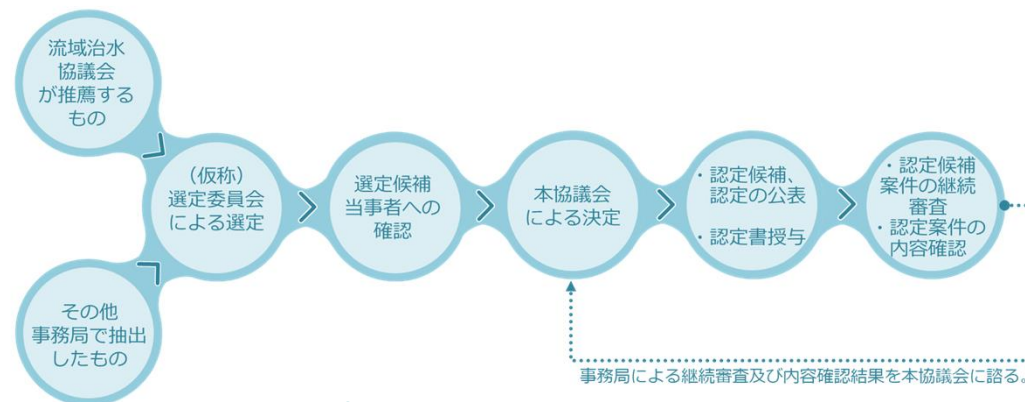 流域治水
協議会
が推薦する
もの
その他
事務局で抽出
したもの
（仮称）
選定委員会
による選定
選定候補
当事者への
確認
本協議会
による決定
・認定候補、
認定の公表
・認定書授与
・認定候補
案件の継続
審査
・認定案件の
内容確認
事務局による継続審査及び内容確認結果を本協議会に諮る。